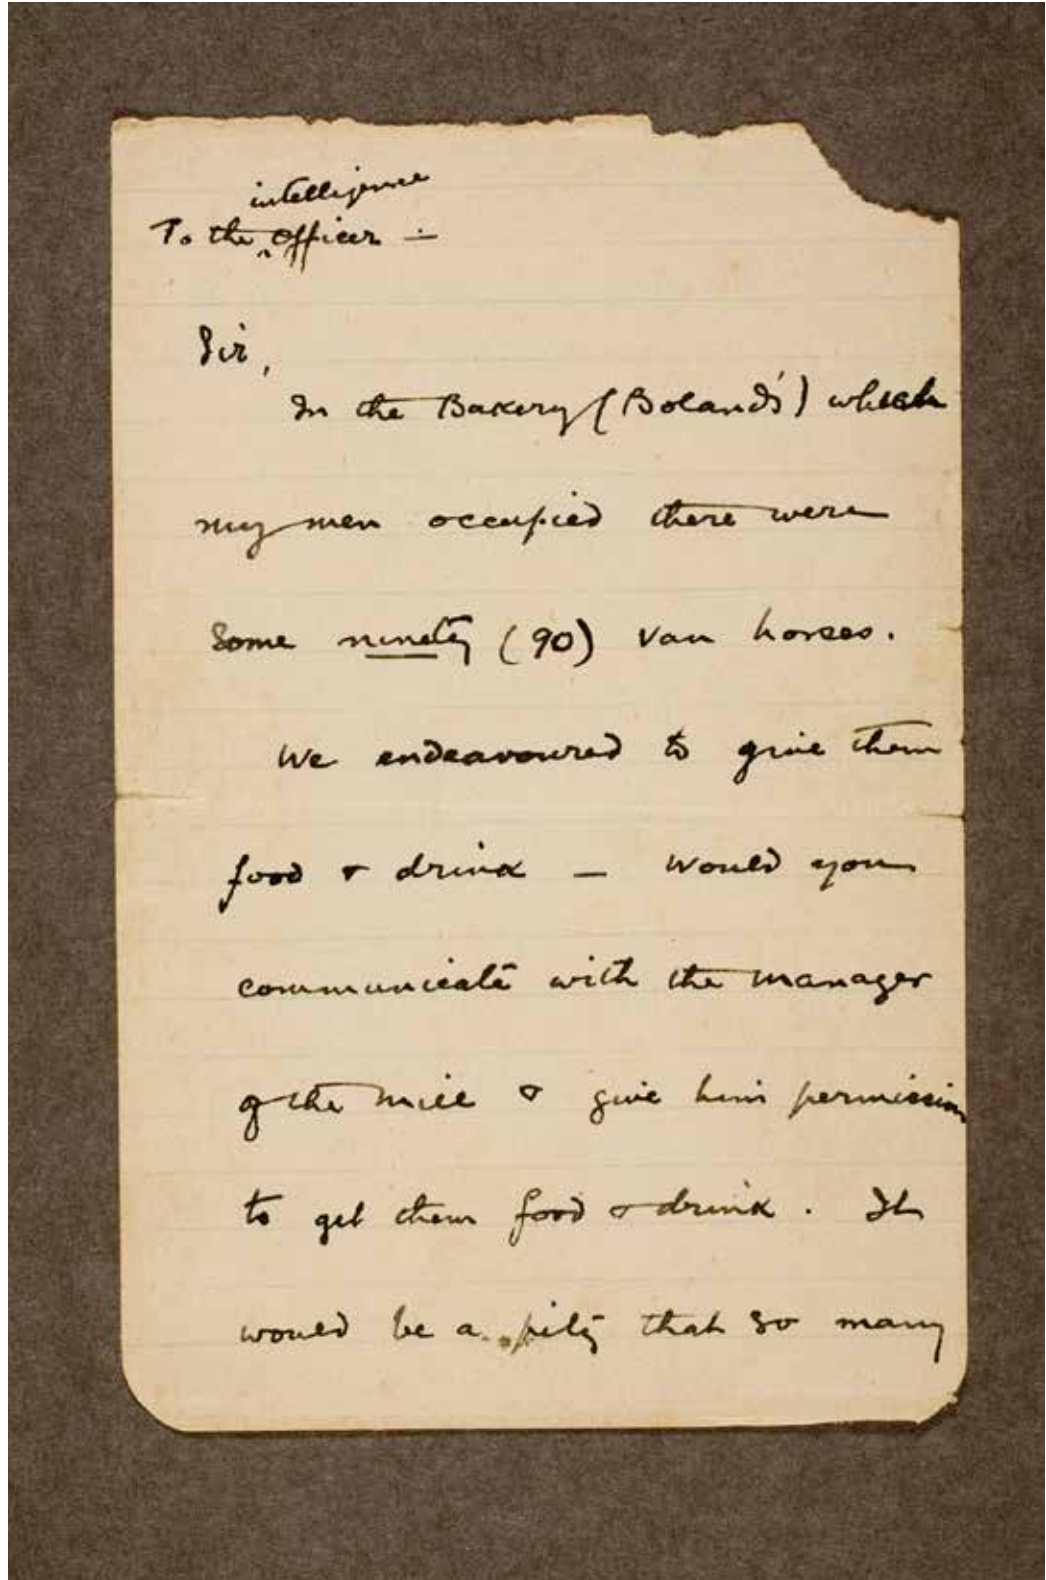 intelligence
To the officer —
Sir,
In the Bakery (Boland's) which
my men occupied there were
some ninety (90) van horses.
We endeavoured to give them
food & drink — Would you
communicate with the manager
of the mill & give him permission
to get them food & drink. It
would be a pity that so many